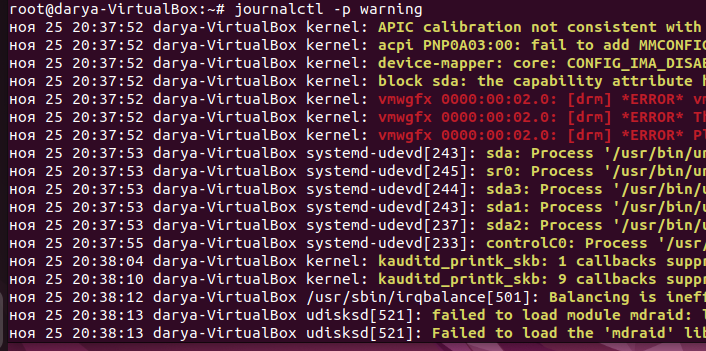 root@darya-VirtualBox:~# journalctl -p warning
ноя 25 20:37:52 darya-VirtualBox kernel: APIC calibration not consistent with
ноя 25 20:37:52 darya-VirtualBox kernel: acpi PNP0A03:00: fail to add MMCONFIG
ноя 25 20:37:52 darya-VirtualBox kernel: device-mapper: core: CONFIG_IMA_DISA
ноя 25 20:37:52 darya-VirtualBox kernel: block sda: the capability attribute h
ноя 25 20:37:52 darya-VirtualBox kernel: vmwgfx 0000:00:02.0: [drm] *ERROR* vm
ноя 25 20:37:52 darya-VirtualBox kernel: vmwgfx 0000:00:02.0: [drm] *ERROR* Th
ноя 25 20:37:52 darya-VirtualBox kernel: vmwgfx 0000:00:02.0: [drm] *ERROR* Pl
ноя 25 20:37:53 darya-VirtualBox systemd-udevd[243]: sda: Process '/usr/bin/un
ноя 25 20:37:53 darya-VirtualBox systemd-udevd[245]: sr0: Process '/usr/bin/un
ноя 25 20:37:53 darya-VirtualBox systemd-udevd[244]: sda3: Process '/usr/bin/u
ноя 25 20:37:53 darya-VirtualBox systemd-udevd[243]: sda1: Process '/usr/bin/u
ноя 25 20:37:53 darya-VirtualBox systemd-udevd[237]: sda2: Process '/usr/bin/u
ноя 25 20:37:55 darya-VirtualBox systemd-udevd[233]: controlC0: Process '/usr/
ноя 25 20:38:04 darya-VirtualBox kernel: kauditd_printk_skb: 1 callbacks suppr
ноя 25 20:38:10 darya-VirtualBox kernel: kauditd_printk_skb: 9 callbacks suppr
ноя 25 20:38:12 darya-VirtualBox /usr/sbin/irqbalance[501]: Balancing is ineff
ноя 25 20:38:13 darya-VirtualBox udisksd[521]: failed to load module mdraid: l
ноя 25 20:38:13 darya-VirtualBox udisksd[521]: Failed to load the 'mdraid' lib